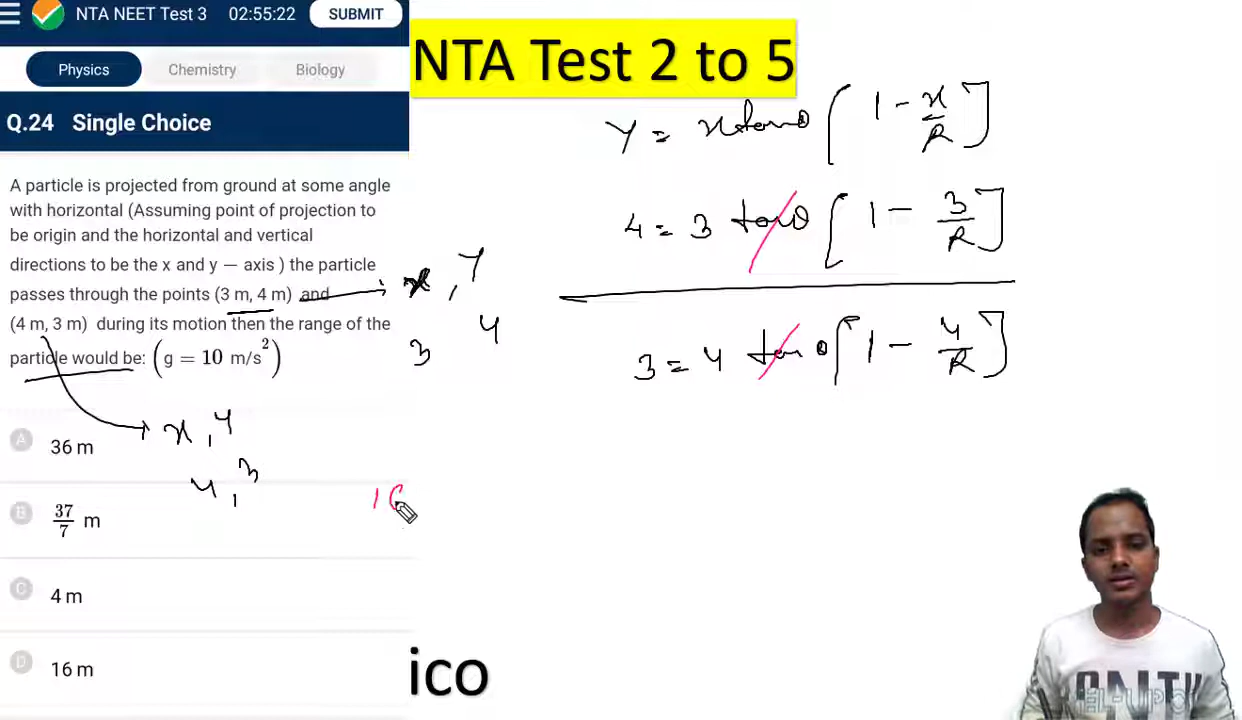 NTA NEET Test 3 02:55:22 SUBMIT
Physics Chemistry Biology
Q.24 Single Choice
A particle is projected from ground at some angle
with horizontal (Assuming point of projection to
be origin and the horizontal and vertical
directions to be the x and y – axis ) the particle
passes through the points (3 m, 4 m) and
(4 m, 3 m) during its motion then the range of the
particle would be: (g = 10 m/s²)
A 36 m
B 37/7 m
C 4 m
D 16 m
NTA Test 2 to 5
y = x tan θ [1 - x/R]
4 = 3 tan θ [1 - 3/R]
3 = 4 tan θ [1 - 4/R]
x, y
3 4
x, y
4, 3
16
ico